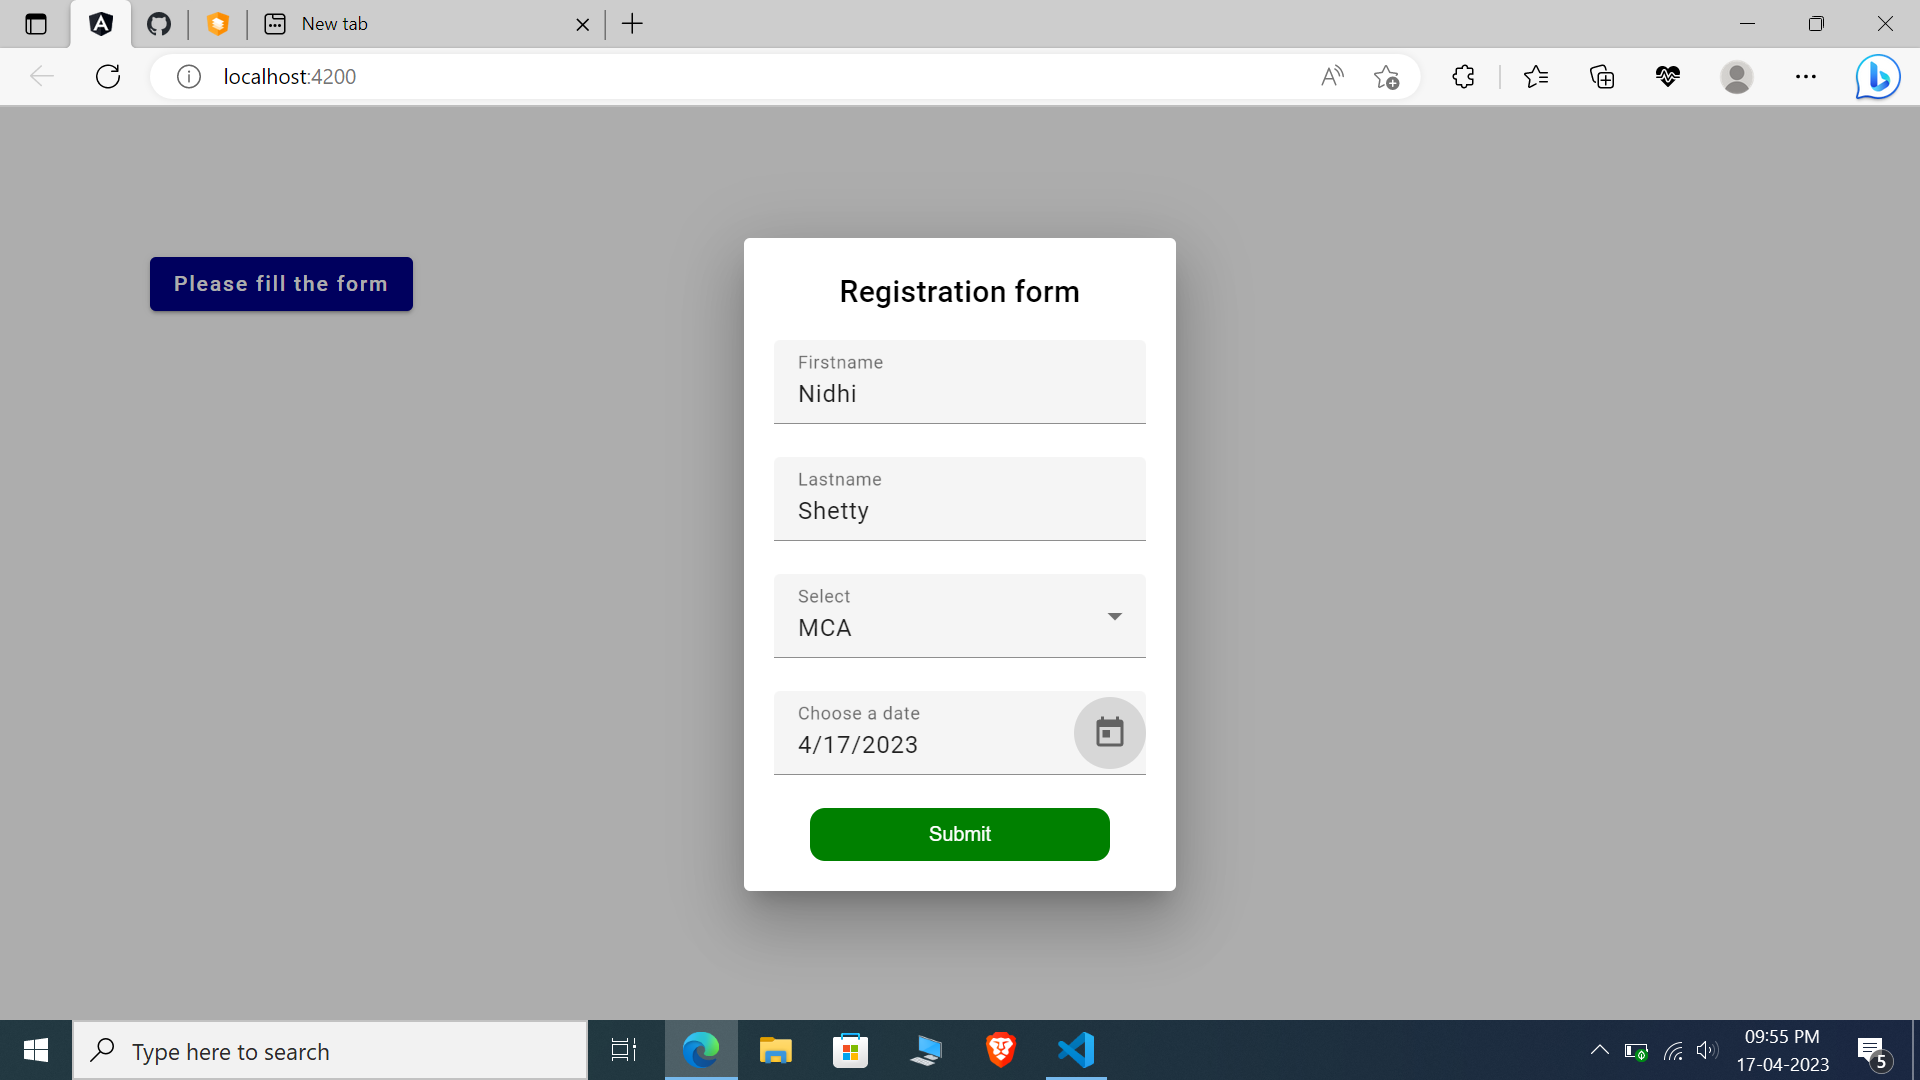 New tab
localhost:4200
Please fill the form
Registration form
Firstname
Nidhi
Lastname
Shetty
Select
MCA
Choose a date
4/17/2023
Submit
Type here to search
09:55 PM
17-04-2023
5